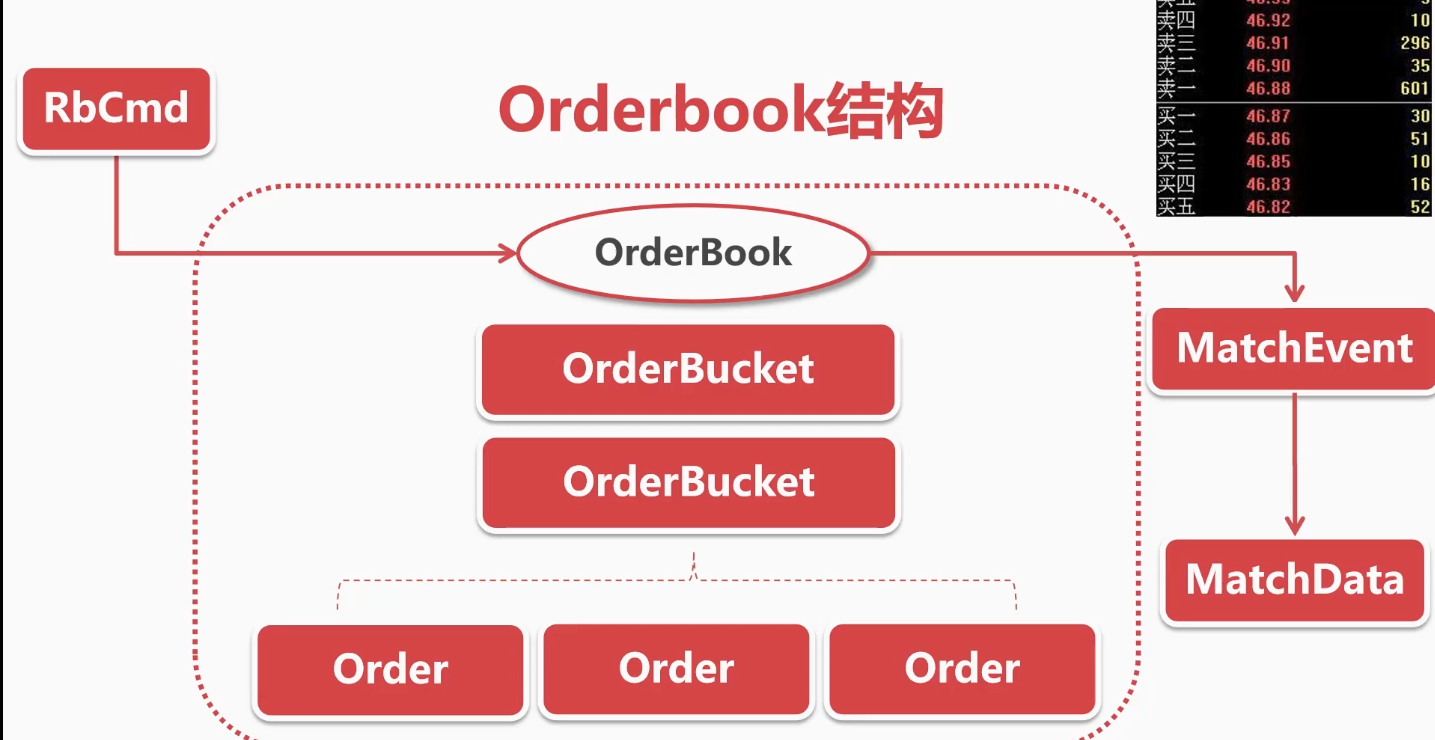 卖四 46.92 10
卖三 46.91 296
卖二 46.90 35
卖一 46.88 601
买一 46.87 30
买二 46.86 51
买三 46.85 10
买四 46.83 16
买五 46.82 52
RbCmd
Orderbook结构
OrderBook
OrderBucket
OrderBucket
Order Order Order
MatchEvent
MatchData